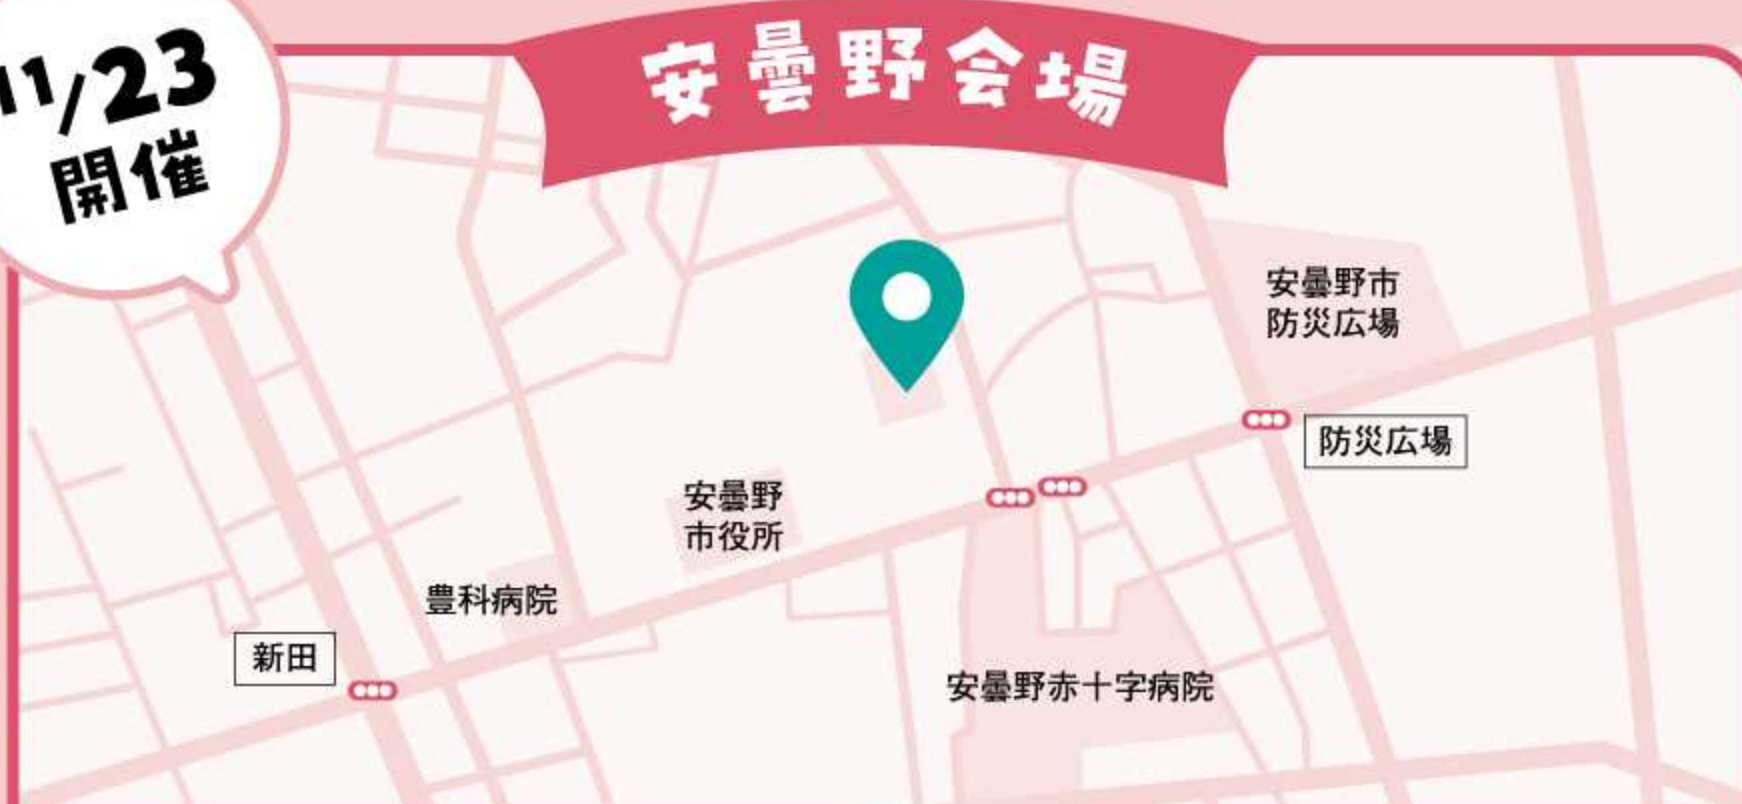 11/23
開催
安曇野会場
安曇野市
防災広場
防災広場
安曇野
市役所
豊科病院
新田
安曇野赤十字病院